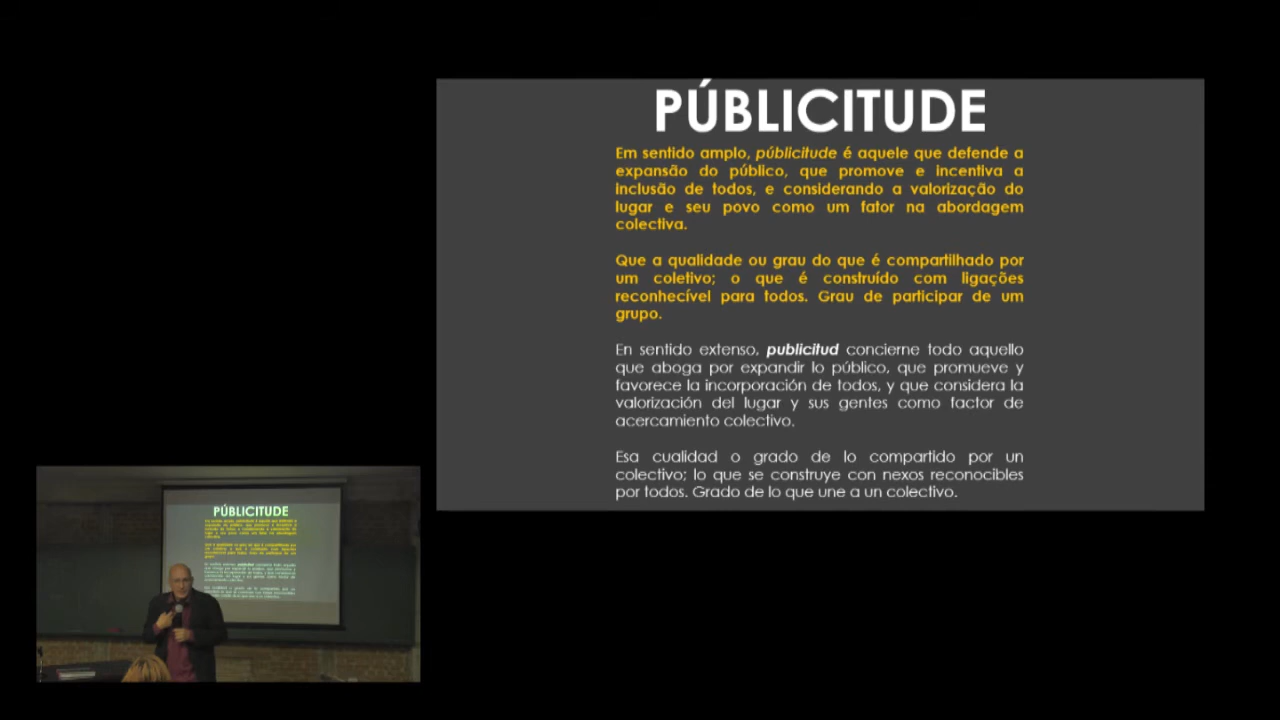 PÚBLICITUDE
Em sentido amplo, públicitude é aquele que defende a
expansão do público, que promove e incentiva a
inclusão de todos, e considerando a valorização do
lugar e seu povo como um fator na abordagem
colectiva.
Que a qualidade ou grau do que é compartilhado por
um coletivo; o que é construído com ligações
reconhecível para todos. Grau de participar de um
grupo.
En sentido extenso, publicitud concierne todo aquello
que aboga por expandir lo público, que promueve y
favorece la incorporación de todos, y que considera la
valorización del lugar y sus gentes como factor de
acercamiento colectivo.
Esa cualidad o grado de lo compartido por un
colectivo; lo que se construye con nexos reconocibles
por todos. Grado de lo que une a un colectivo.
PÚBLICITUDE